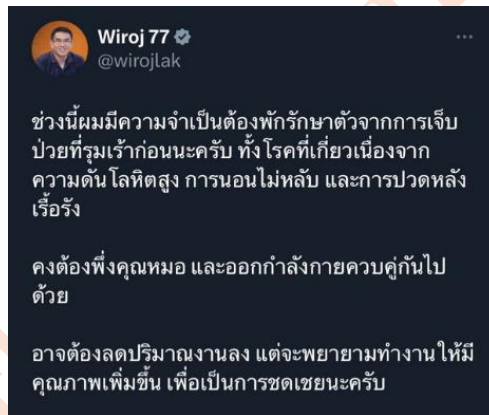 Wiroj 77
@wirojlak
ช่วงนี้ผมมีความจำเป็นต้องพักรักษาตัวจากการเจ็บ
ป่วยที่รุมเร้าก่อนนะครับ ทั้งโรคที่เกี่ยวเนื่องจาก
ความดันโลหิตสูง การนอนไม่หลับ และการปวดหลัง
เรื้อรัง
คงต้องพึ่งคุณหมอ และออกกำลังกายควบคู่กันไป
ด้วย
อาจต้องลดปริมาณงานลง แต่จะพยายามทำงานให้มี
คุณภาพเพิ่มขึ้น เพื่อเป็นการชดเชยนะครับ